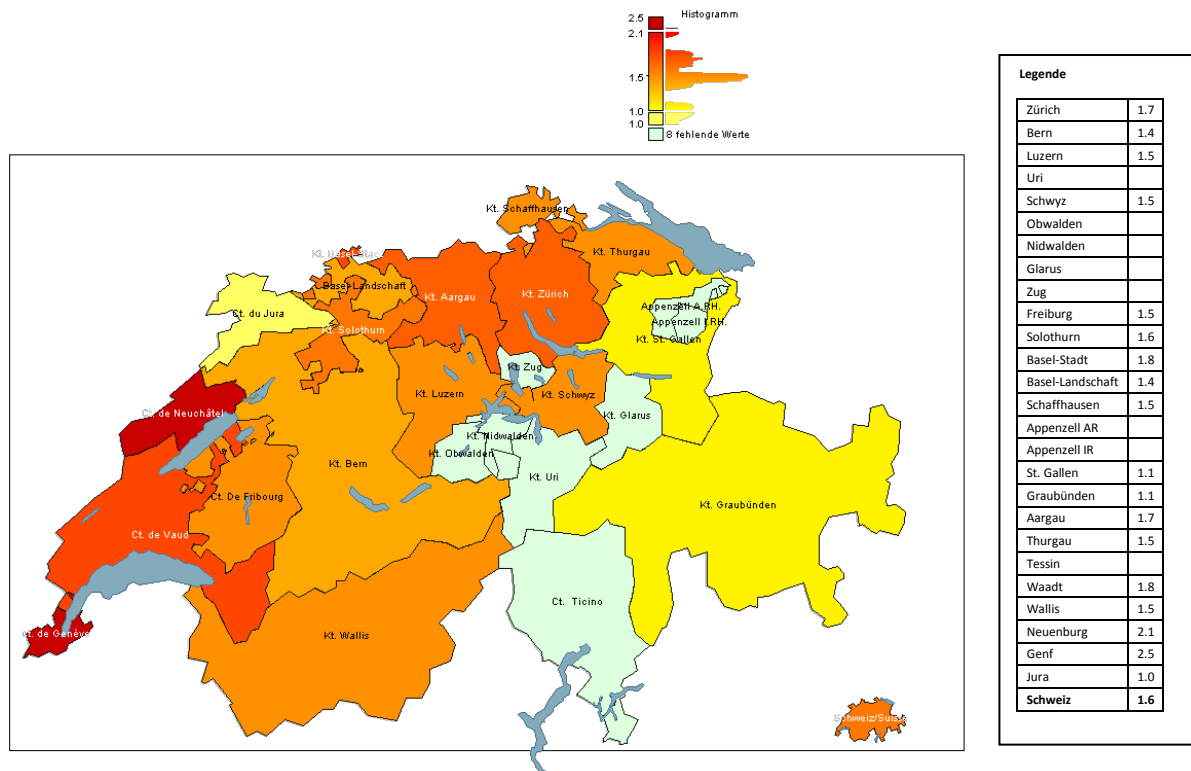 Histogramm
2.5
2.1
1.5
1.0
1.0
8 fehlende Werte
Kt. Schaffhausen
Kt. Basel-Stadt
Kt. Thurgau
Basel-Landschaft
Kt. Aargau
Kt. Zürich
Ct. du Jura
Kt. Solothurn
Appenzell A.RH.
Appenzell I.RH.
Kt. St. Gallen
Kt. Zug
Kt. Luzern
Kt. Schwyz
Ct. de Neuchâtel
Kt. Glarus
Kt. Nidwalden
Kt. Obwalden
Kt. Bern
Kt. Uri
Ct. De Fribourg
Kt. Graubünden
Ct. de Vaud
Ct. Ticino
Ct. de Genève
Kt. Wallis
Schweiz/Suisse
Legende
Zürich 1.7
Bern 1.4
Luzern 1.5
Uri
Schwyz 1.5
Obwalden
Nidwalden
Glarus
Zug
Freiburg 1.5
Solothurn 1.6
Basel-Stadt 1.8
Basel-Landschaft 1.4
Schaffhausen 1.5
Appenzell AR
Appenzell IR
St. Gallen 1.1
Graubünden 1.1
Aargau 1.7
Thurgau 1.5
Tessin
Waadt 1.8
Wallis 1.5
Neuenburg 2.1
Genf 2.5
Jura 1.0
Schweiz 1.6